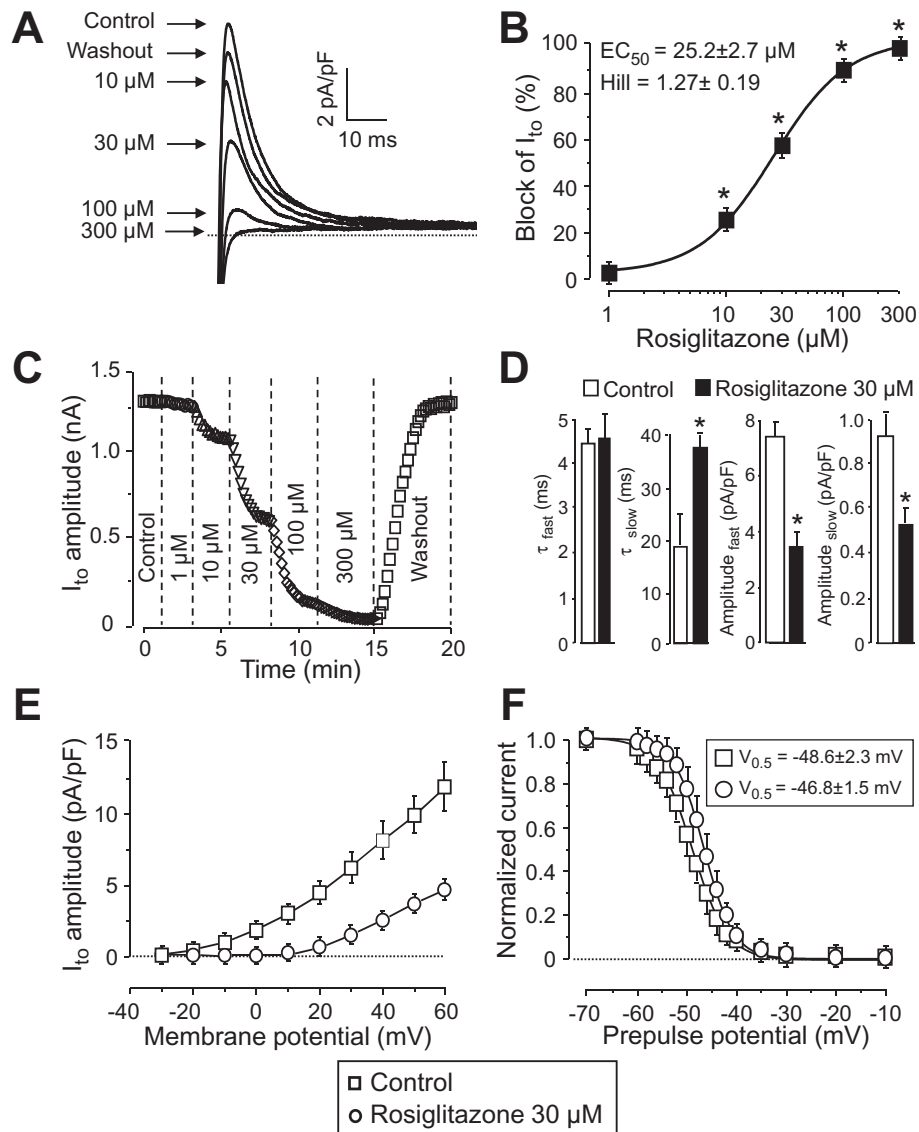 A
Control
Washout
10 µM
30 µM
100 µM
300 µM
2 pA/pF
10 ms
B
EC50 = 25.2±2.7 µM
Hill = 1.27± 0.19
Block of Ito (%)
100
80
60
40
20
0
* * * *
1 10 30 100 300
Rosiglitazone (µM)
C
Ito amplitude (nA)
1.5
1.0
0.5
0
Control
1 µM
10 µM
30 µM
100 µM
300 µM
Washout
0 5 10 15 20
Time (min)
D
Control
Rosiglitazone 30 µM
τ fast (ms)
5
4
3
2
1
0
τ slow (ms)
40
30
20
10
0
*
Amplitude fast (pA/pF)
8
6
4
2
0
*
Amplitude slow (pA/pF)
1.0
0.8
0.6
0.4
0.2
0
*
E
Ito amplitude (pA/pF)
15
10
5
0
-40 -20 0 20 40 60
Membrane potential (mV)
F
Normalized current
1.0
0.8
0.6
0.4
0.2
0
V0.5 = -48.6±2.3 mV
V0.5 = -46.8±1.5 mV
-70 -60 -50 -40 -30 -20 -10
Prepulse potential (mV)
Control
Rosiglitazone 30 µM